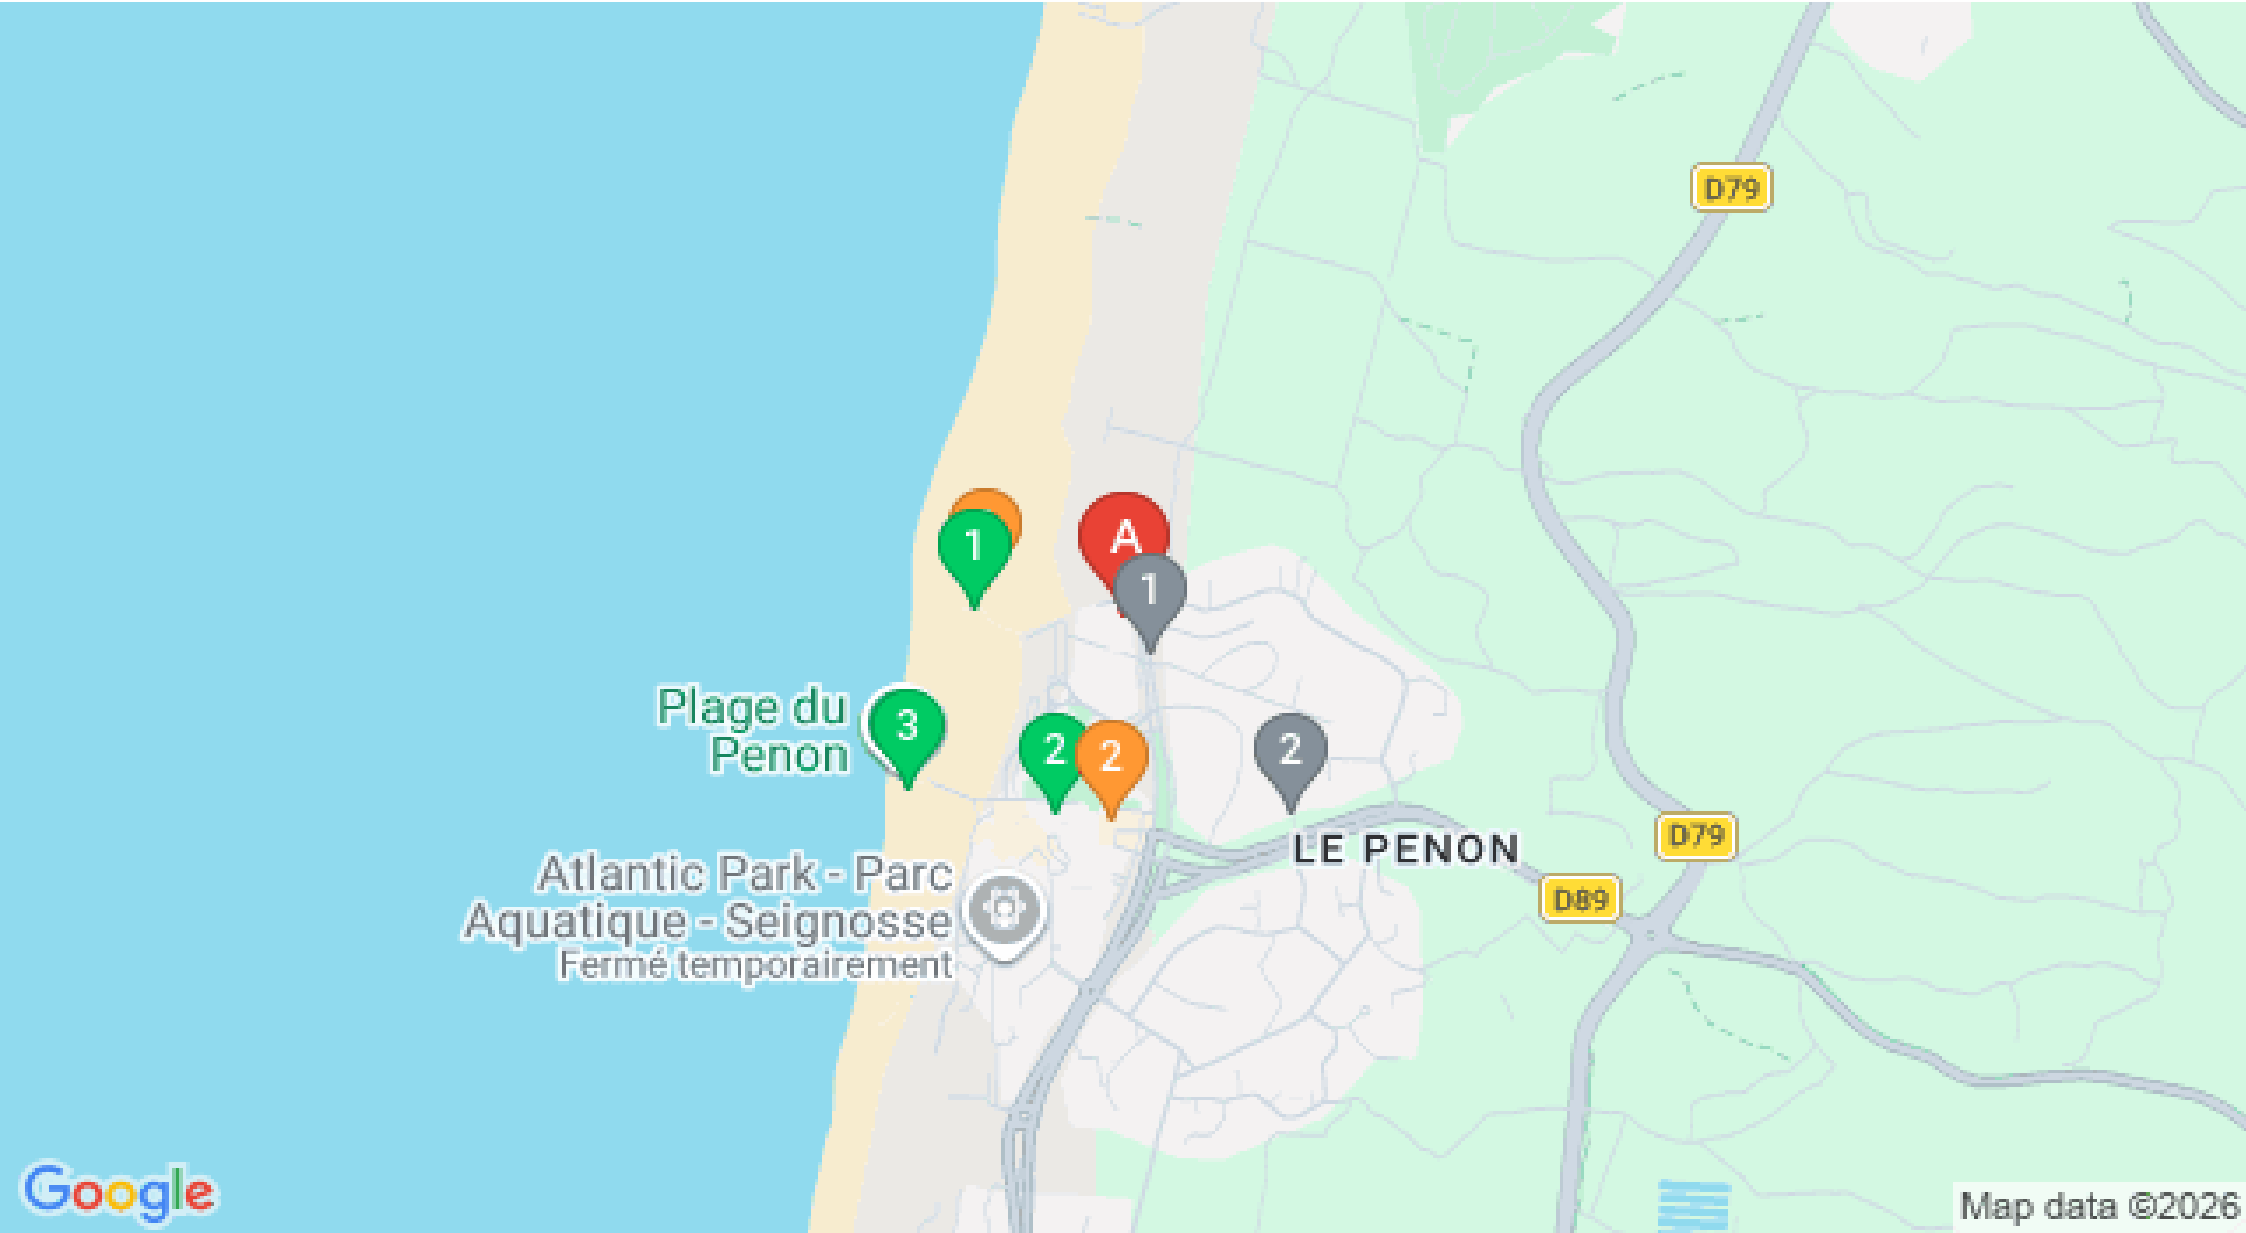 D79
A
1
1
Plage du
Penon
3
2
2
2
D79
LE PENON
Atlantic Park - Parc
Aquatique - Seignosse
Fermé temporairement
D89
Google
Map data ©2026